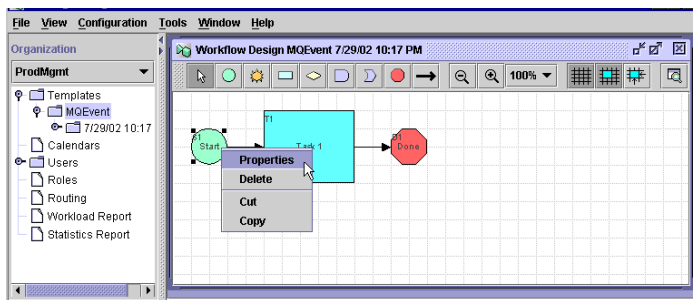 File View Configuration Tools Window Help
Organization
ProdMgmt
Templates
MQEvent
7/29/02 10:17
Calendars
Users
Roles
Routing
Workload Report
Statistics Report
Workflow Design MQEvent 7/29/02 10:17 PM
100%
S1
Start
T1
Task 1
D1
Done
Properties
Delete
Cut
Copy